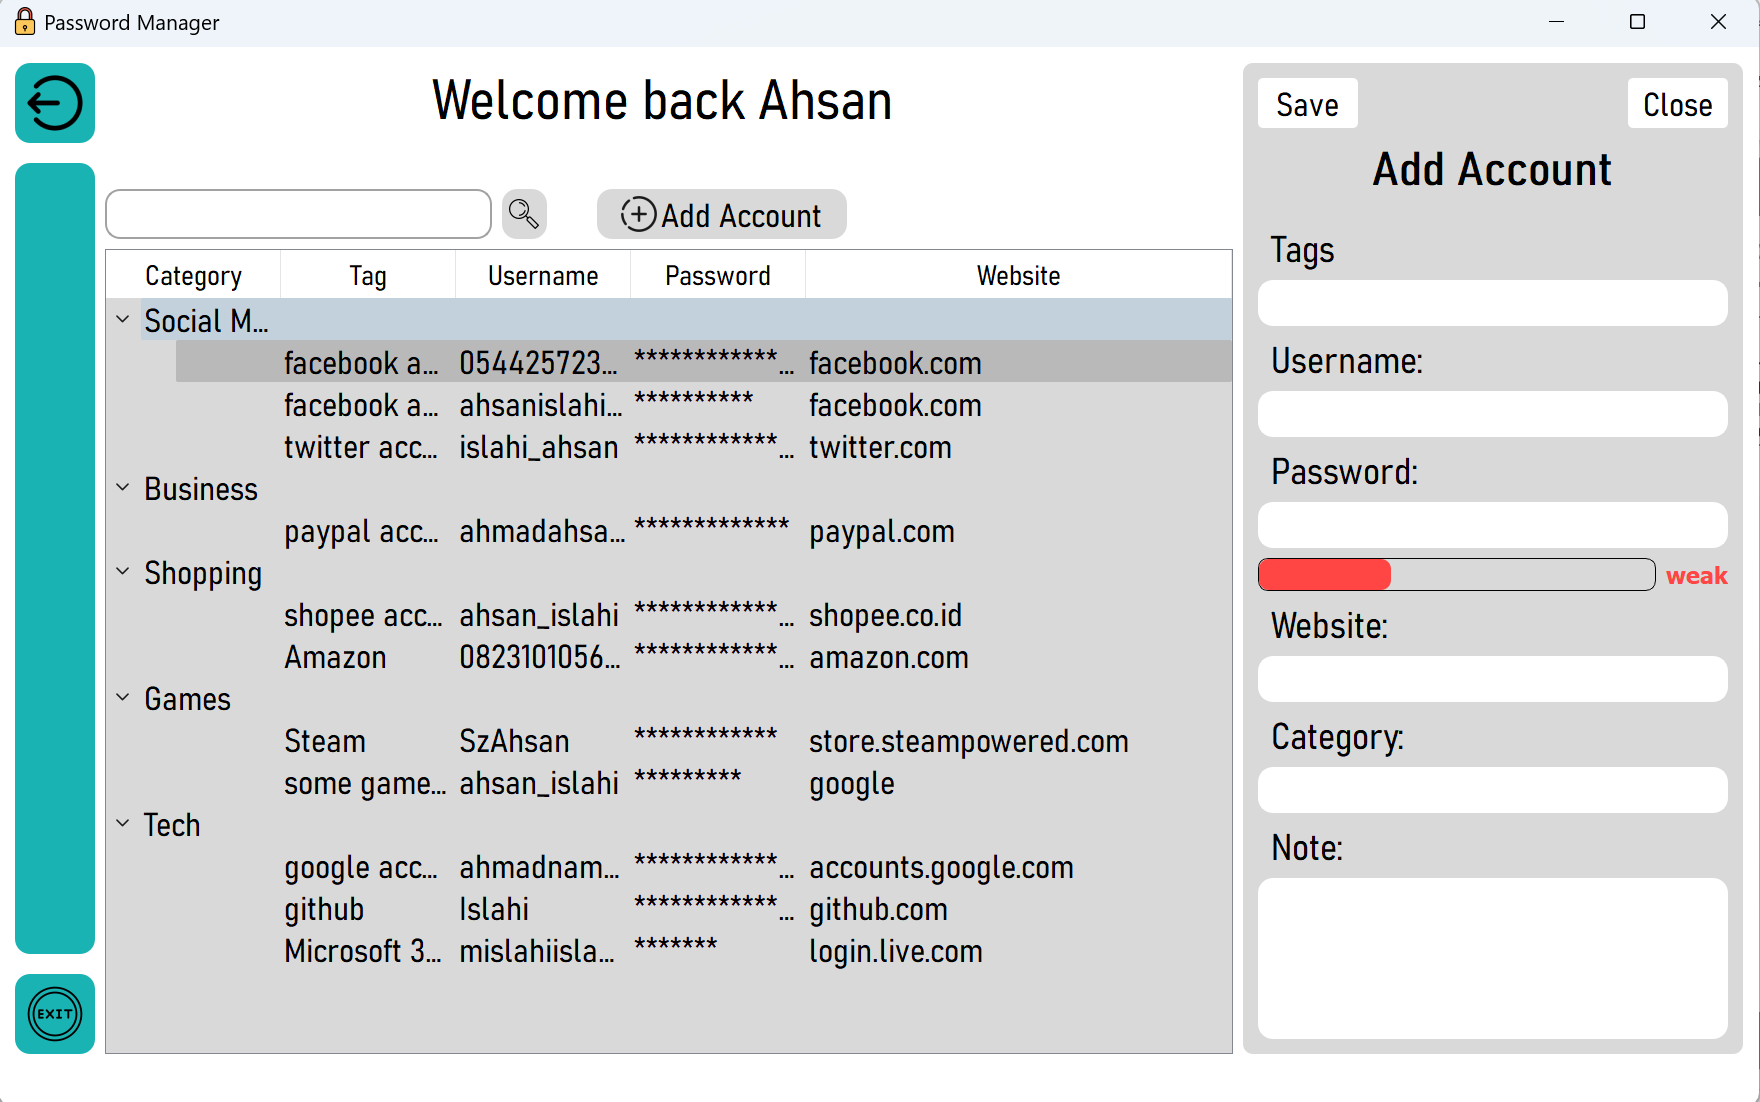 Password Manager
Welcome back Ahsan
Add Account
Category Tag Username Password Website
Social M...
facebook a... 054425723... ************... facebook.com
facebook a... ahsanislahi... ********** facebook.com
twitter acc... islahi_ahsan ************... twitter.com
Business
paypal acc... ahmadahsa... ************* paypal.com
Shopping
shopee acc... ahsan_islahi ************... shopee.co.id
Amazon 0823101056... ************... amazon.com
Games
Steam SzAhsan ************ store.steampowered.com
some game... ahsan_islahi ********* google
Tech
google acc... ahmadnam... ************... accounts.google.com
github Islahi ************... github.com
Microsoft 3... mislahiisla... ******* login.live.com
EXIT
Save Close
Add Account
Tags
Username:
Password:
weak
Website:
Category:
Note: